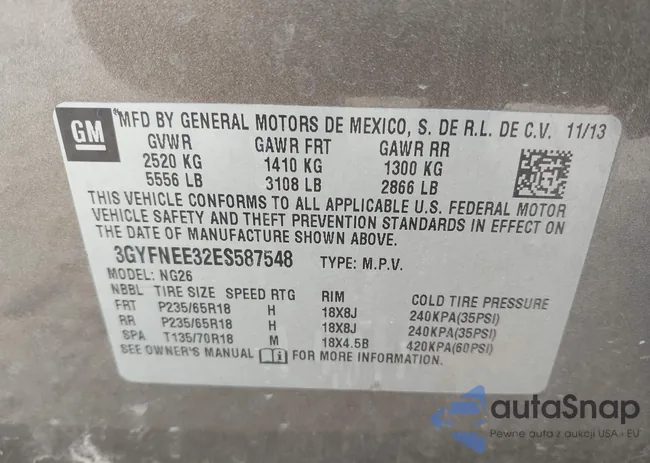 GM
MFD BY GENERAL MOTORS DE MEXICO, S. DE R.L. DE C.V. 11/13
GVWR GAWR FRT GAWR RR
2520 KG 1410 KG 1300 KG
5556 LB 3108 LB 2866 LB
THIS VEHICLE CONFORMS TO ALL APPLICABLE U.S. FEDERAL MOTOR
VEHICLE SAFETY AND THEFT PREVENTION STANDARDS IN EFFECT ON
THE DATE OF MANUFACTURE SHOWN ABOVE.
3GYFNEE32ES587548 TYPE: M.P.V.
MODEL: NG26
NBBL TIRE SIZE SPEED RTG RIM COLD TIRE PRESSURE
FRT P235/65R18 H 18X8J 240KPA(35PSI)
RR P235/65R18 H 18X8J 240KPA(35PSI)
SPA T135/70R18 M 18X4.5B 420KPA(60PSI)
SEE OWNER'S MANUAL i FOR MORE INFORMATION.
autaSnap
Pewne auta z aukcji USA i EU